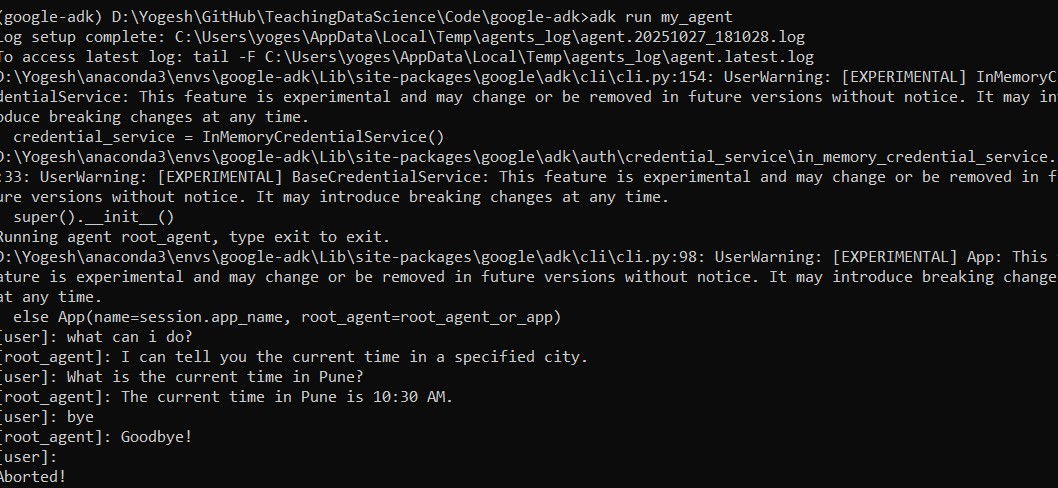 (google-adk) D:\Yogesh\GitHub\TeachingDataScience\Code\google-adk>adk run my_agent
Log setup complete: C:\Users\yoges\AppData\Local\Temp\agents_log\agent.20251027_181028.log
To access latest log: tail -F C:\Users\yoges\AppData\Local\Temp\agents_log\agent.latest.log
D:\Yogesh\anaconda3\envs\google-adk\Lib\site-packages\google\adk\cli\cli.py:154: UserWarning: [EXPERIMENTAL] InMemoryC
dentialService: This feature is experimental and may change or be removed in future versions without notice. It may int
oduce breaking changes at any time.
  credential_service = InMemoryCredentialService()
D:\Yogesh\anaconda3\envs\google-adk\Lib\site-packages\google\adk\auth\credential_service\in_memory_credential_service.
:33: UserWarning: [EXPERIMENTAL] BaseCredentialService: This feature is experimental and may change or be removed in f
ure versions without notice. It may introduce breaking changes at any time.
  super().__init__()
Running agent root_agent, type exit to exit.
D:\Yogesh\anaconda3\envs\google-adk\Lib\site-packages\google\adk\cli\cli.py:98: UserWarning: [EXPERIMENTAL] App: This
ature is experimental and may change or be removed in future versions without notice. It may introduce breaking change
at any time.
  else App(name=session.app_name, root_agent=root_agent_or_app)
[user]: what can i do?
[root_agent]: I can tell you the current time in a specified city.
[user]: What is the current time in Pune?
[root_agent]: The current time in Pune is 10:30 AM.
[user]: bye
[root_agent]: Goodbye!
[user]:
Aborted!